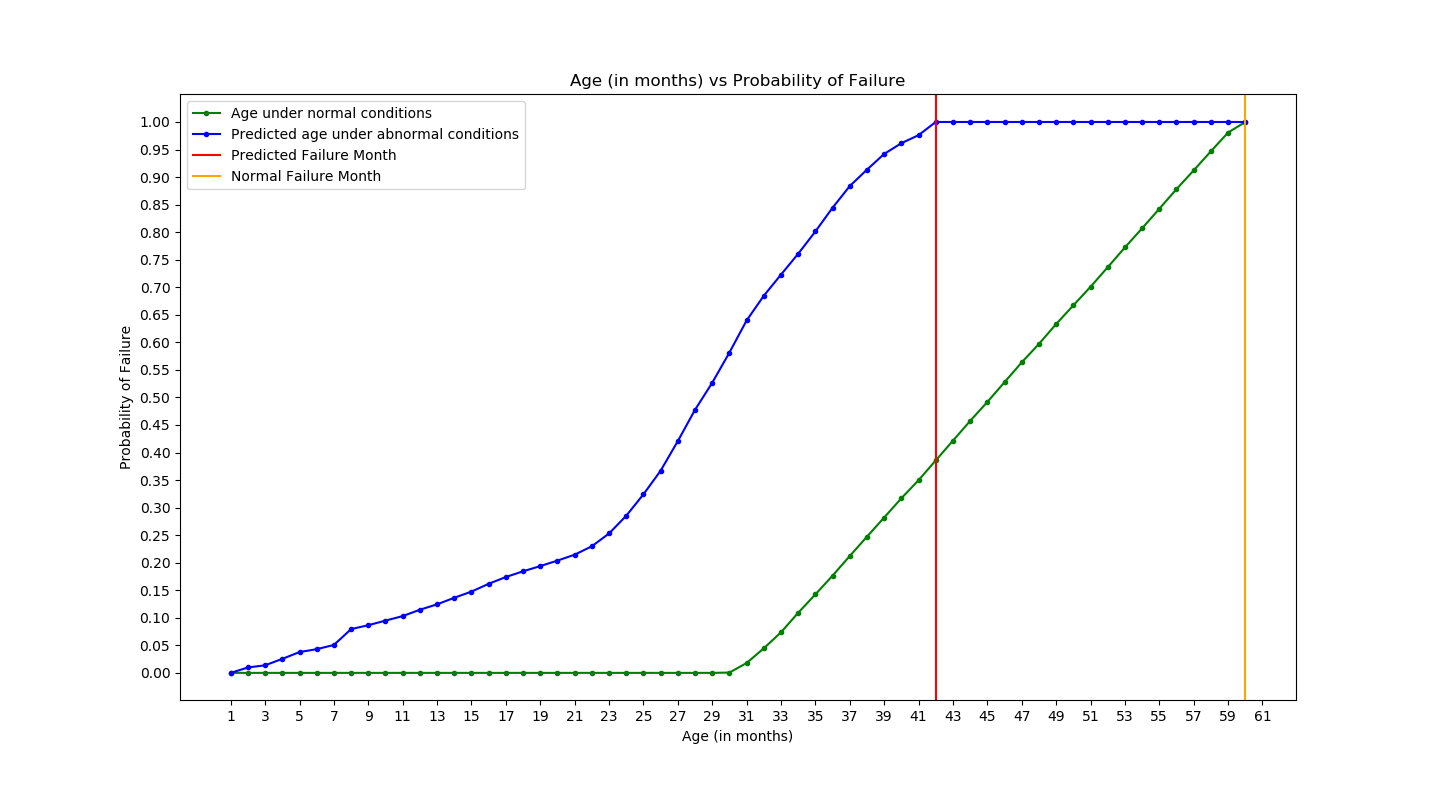 Age (in months) vs Probability of Failure
Age under normal conditions
Predicted age under abnormal conditions
Predicted Failure Month
Normal Failure Month
1.00
0.95
0.90
0.85
0.80
0.75
0.70
0.65
0.60
0.55
0.50
0.45
0.40
0.35
0.30
0.25
0.20
0.15
0.10
0.05
0.00
Probability of Failure
1 3 5 7 9 11 13 15 17 19 21 23 25 27 29 31 33 35 37 39 41 43 45 47 49 51 53 55 57 59 61
Age (in months)